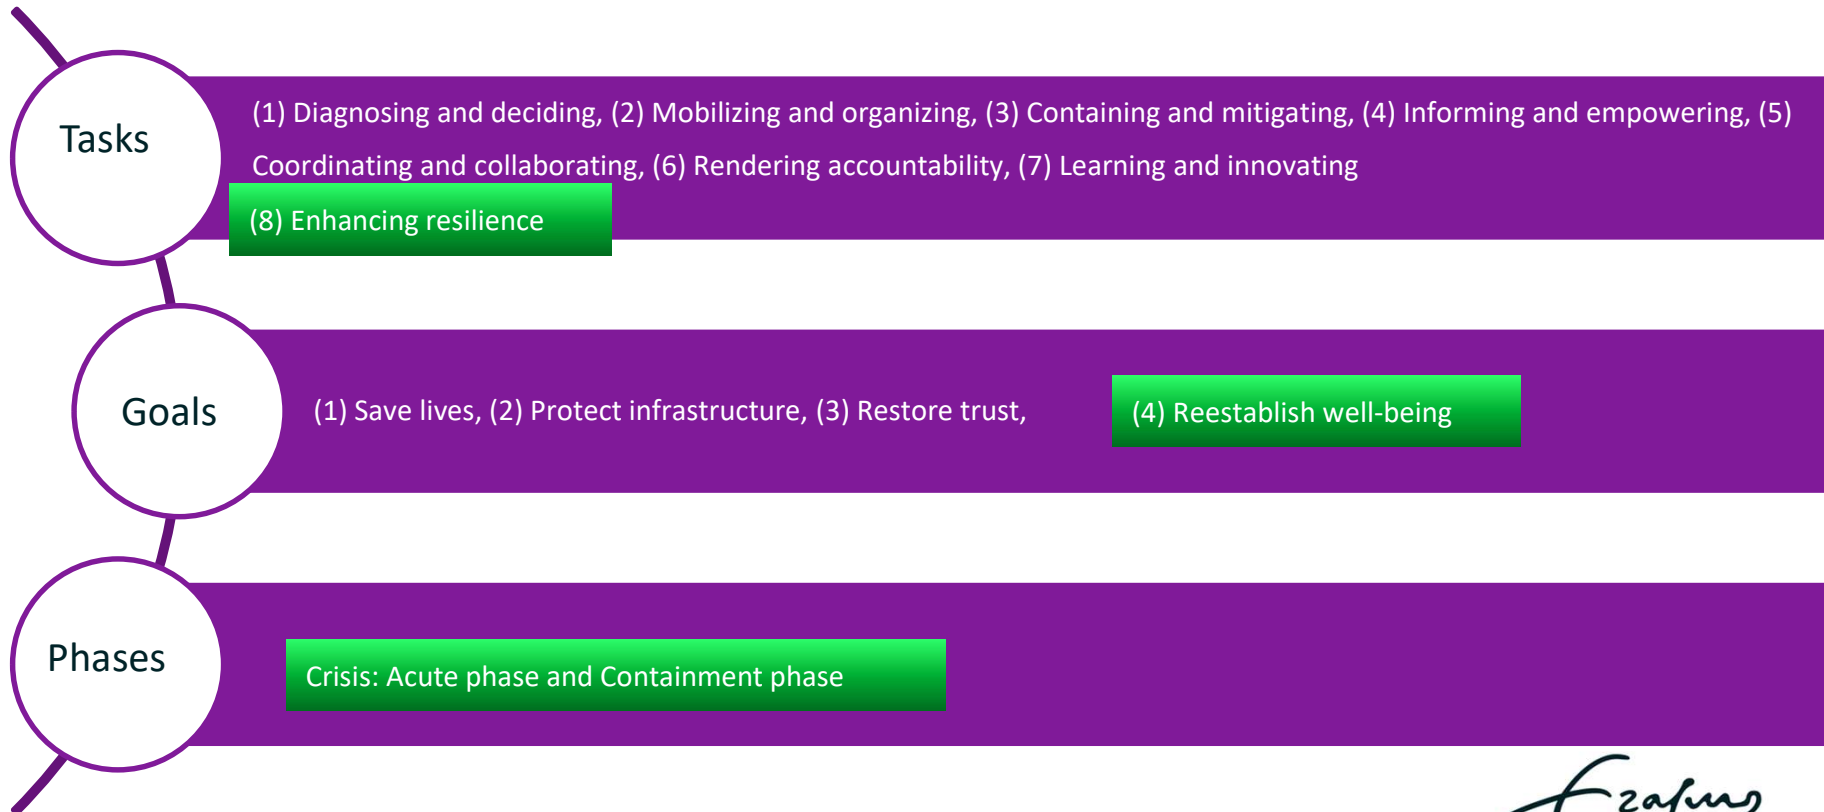 Tasks
(1) Diagnosing and deciding, (2) Mobilizing and organizing, (3) Containing and mitigating, (4) Informing and empowering, (5)
Coordinating and collaborating, (6) Rendering accountability, (7) Learning and innovating
(8) Enhancing resilience
Goals
(1) Save lives, (2) Protect infrastructure, (3) Restore trust,
(4) Reestablish well-being
Phases
Crisis: Acute phase and Containment phase
Erasmus